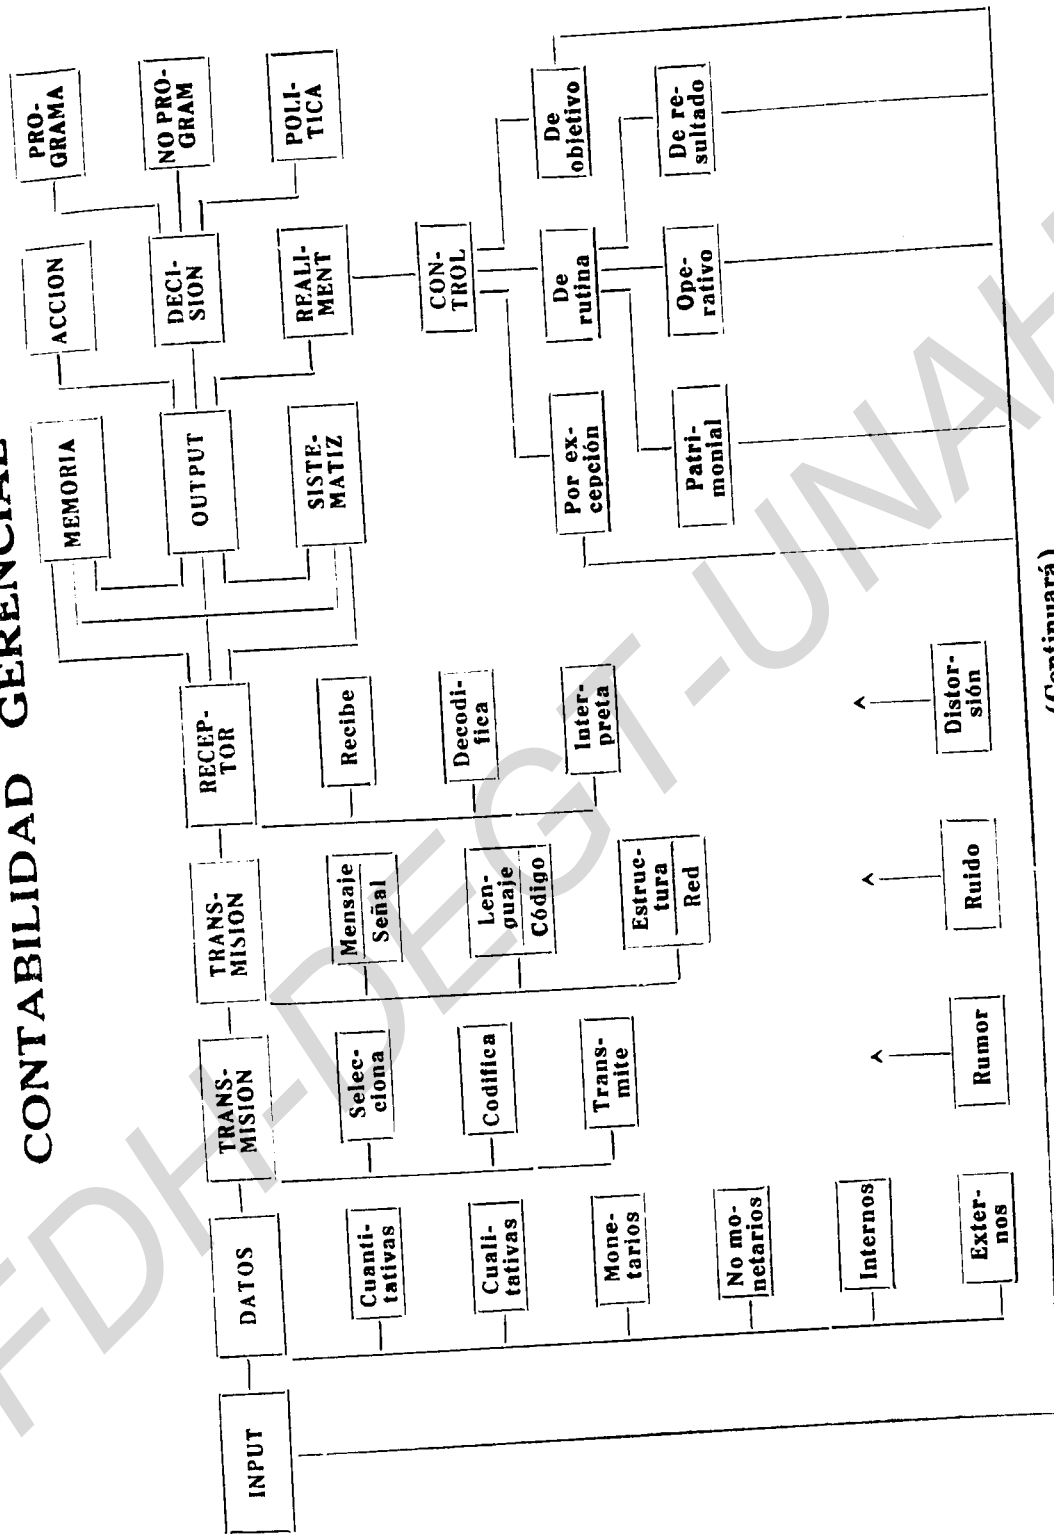 CONTABILIDAD GERENCIAL
INPUT
DATOS
Cuanti-
tativas
Cuali-
tativas
Mone-
tarios
No mo-
netarios
Internos
Exter-
nos
TRANS-
MISION
Selec-
ciona
Codifica
Trans-
mite
Rumor
TRANS-
MISION
Mensaje
Señal
Len-
guaje
Código
Estruc-
tura
Red
Ruido
RECEP-
TOR
Recibe
Decodi-
fica
Inter-
preta
Distor-
sión
MEMORIA
OUTPUT
SISTE-
MATIZ
ACCION
DECI-
SION
REALI-
MENT
PRO-
GRAMA
NO PRO-
GRAM
POLI-
TICA
CON-
TROL
Por ex-
cepción
De
rutina
De
objetivo
Patri-
monial
Ope-
rativo
De re-
sultado
(Continuará)
FDH-DEGT-UNAH